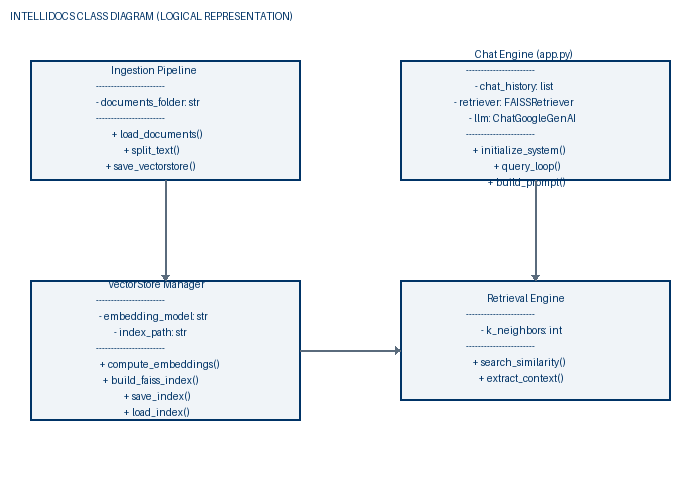 INTELLIDOCS CLASS DIAGRAM (LOGICAL REPRESENTATION)
Ingestion Pipeline
-----------------------
- documents_folder: str
-----------------------
+ load_documents()
+ split_text()
+ save_vectorstore()
Chat Engine (app.py)
-----------------------
- chat_history: list
- retriever: FAISSRetriever
- llm: ChatGoogleGenAI
-----------------------
+ initialize_system()
+ query_loop()
+ build_prompt()
VectorStore Manager
-----------------------
- embedding_model: str
- index_path: str
-----------------------
+ compute_embeddings()
+ build_faiss_index()
+ save_index()
+ load_index()
Retrieval Engine
-----------------------
- k_neighbors: int
-----------------------
+ search_similarity()
+ extract_context()